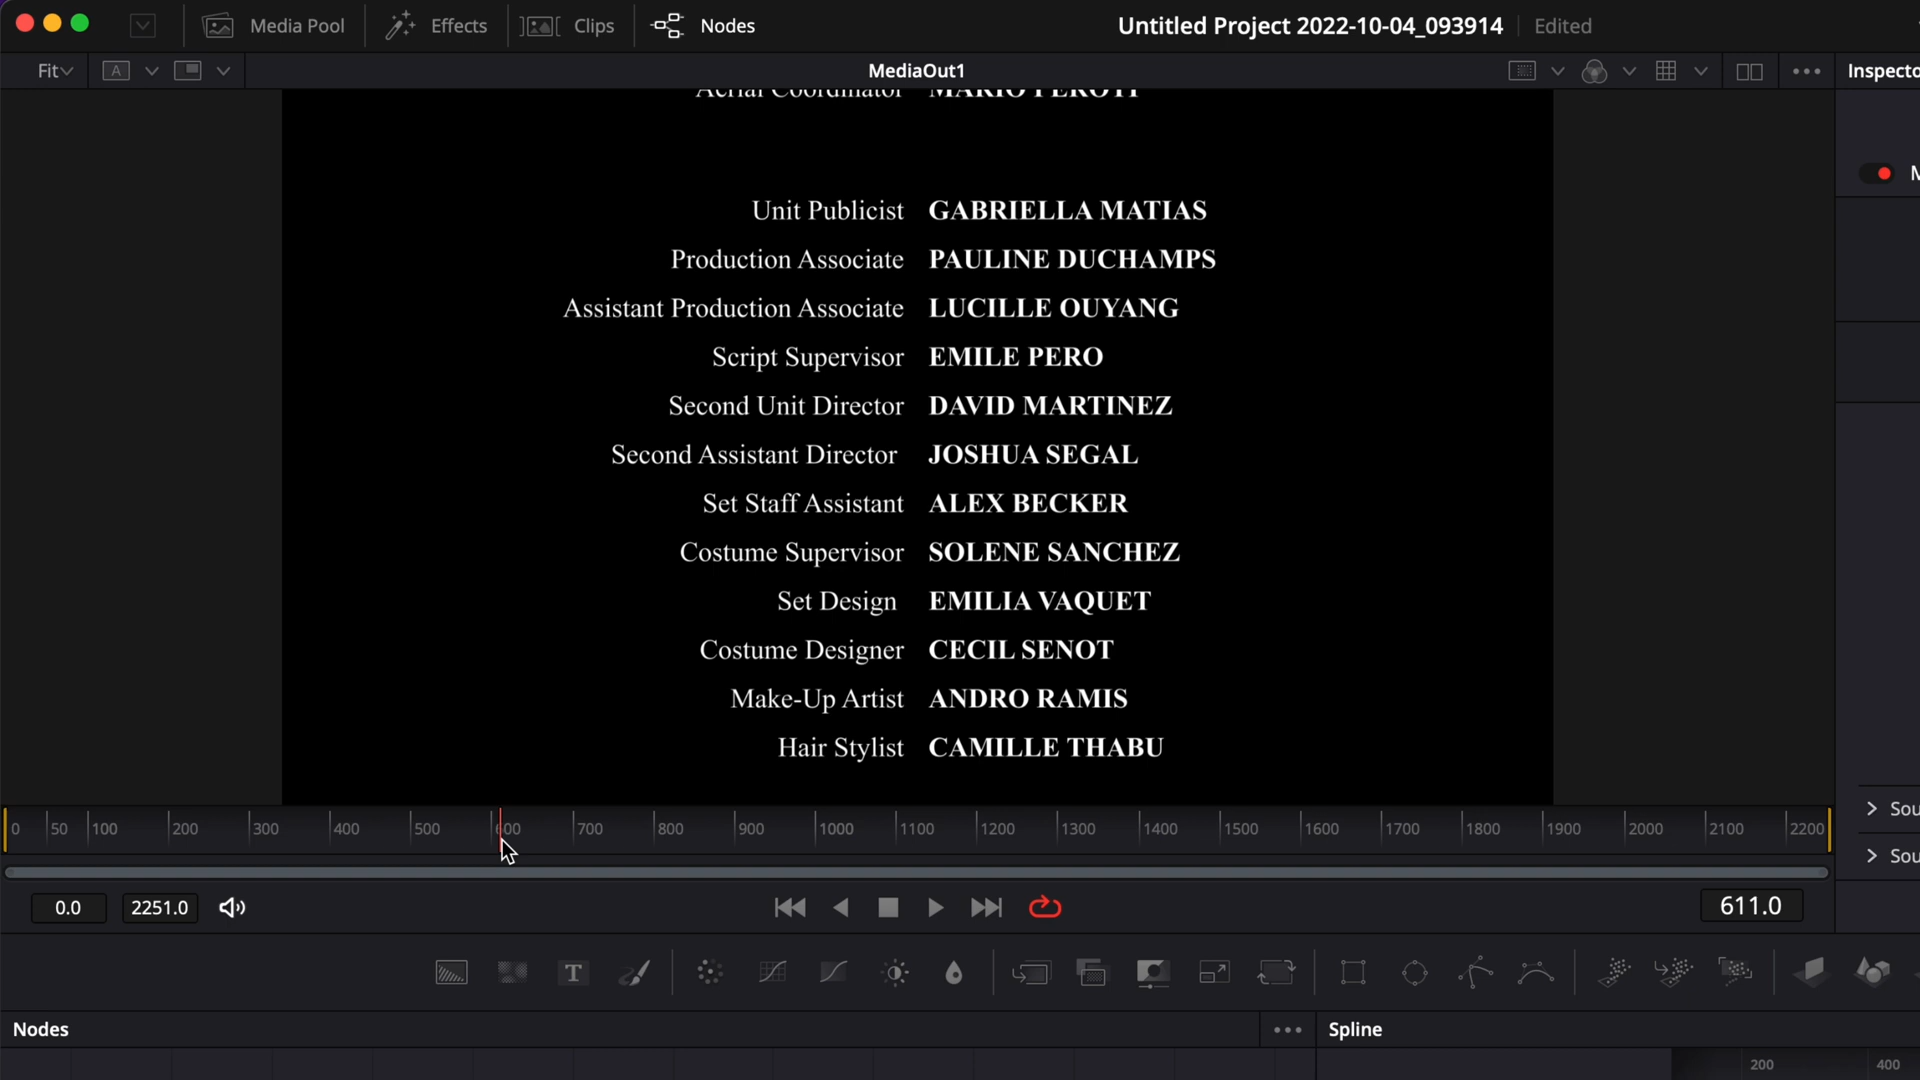 Media Pool Effects Clips Nodes Untitled Project 2022-10-04_093914 Edited
Fit A MediaOut1
Aerial Coordinator MARIO PEROTI
Unit Publicist GABRIELLA MATIAS
Production Associate PAULINE DUCHAMPS
Assistant Production Associate LUCILLE OUYANG
Script Supervisor EMILE PERO
Second Unit Director DAVID MARTINEZ
Second Assistant Director JOSHUA SEGAL
Set Staff Assistant ALEX BECKER
Costume Supervisor SOLENE SANCHEZ
Set Design EMILIA VAQUET
Costume Designer CECIL SENOT
Make-Up Artist ANDRO RAMIS
Hair Stylist CAMILLE THABU
0 50 100 200 300 400 500 600 700 800 900 1000 1100 1200 1300 1400 1500 1600 1700 1800 1900 2000 2100 2200
0.0 2251.0 611.0
T
Nodes Spline
200 400